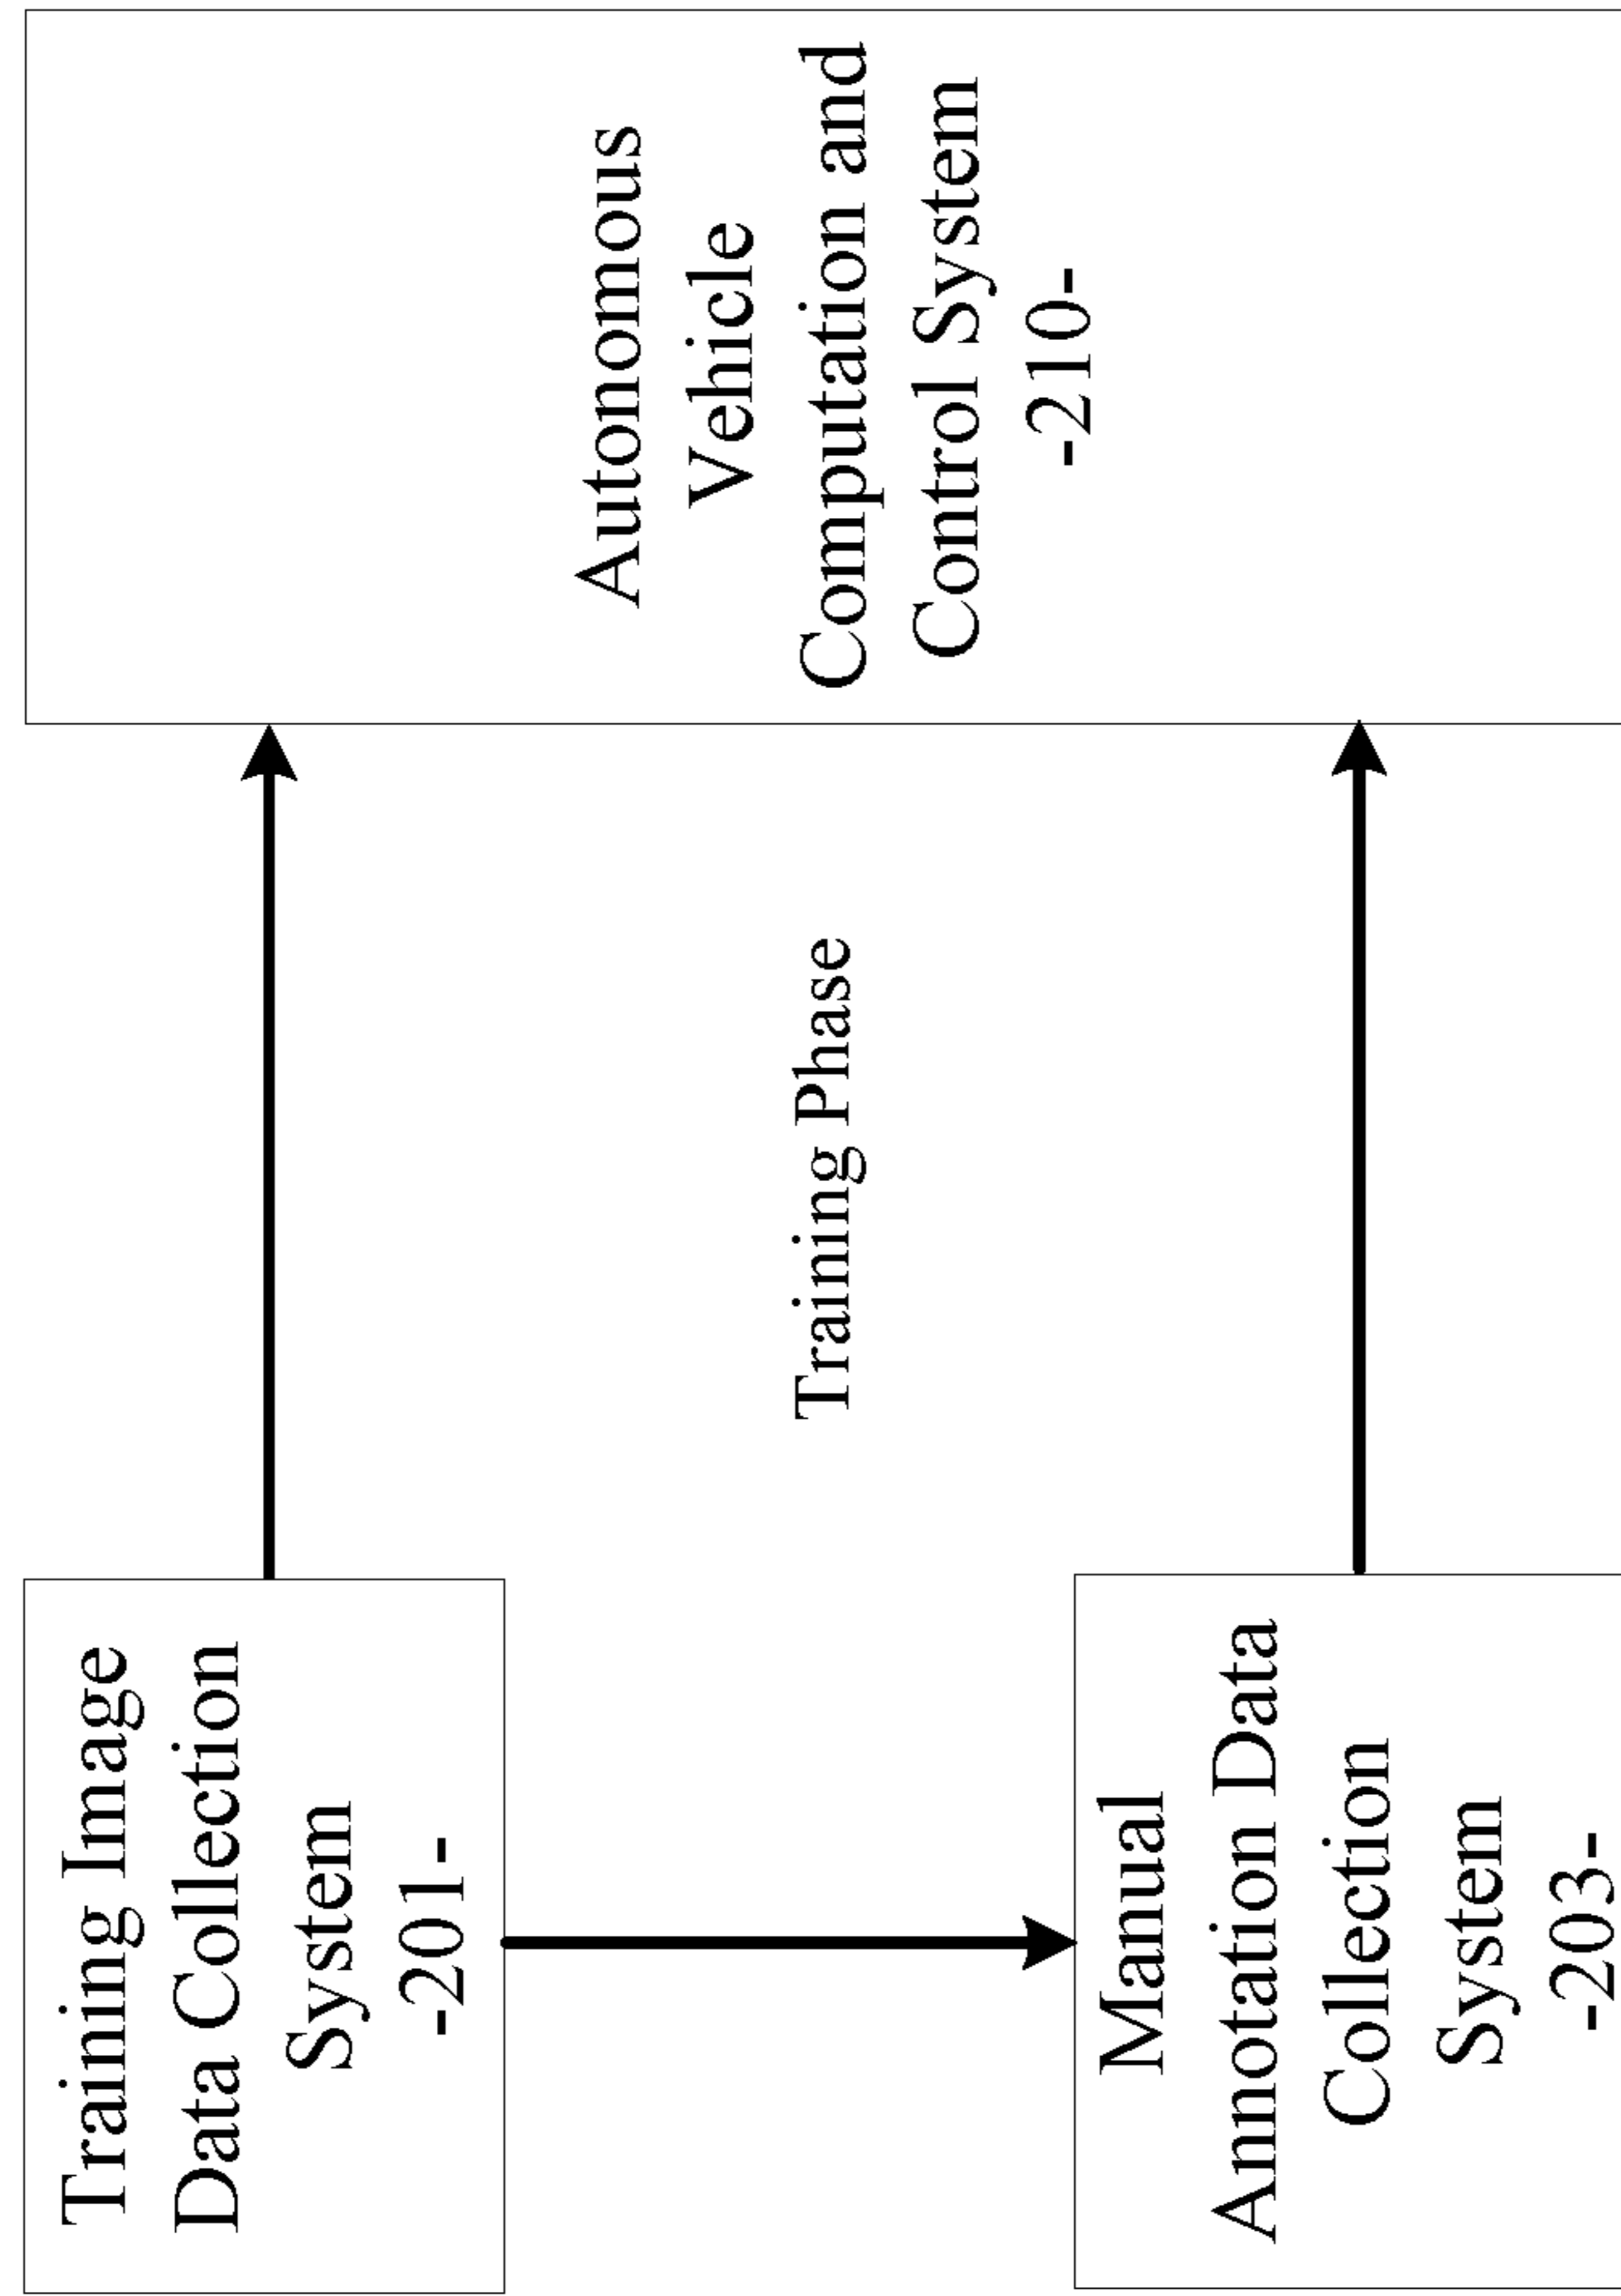 Training Image
Data Collection
System
-201-
Manual
Annotation Data
Collection
System
-203-
Training Phase
Autonomous
Vehicle
Computation and
Control System
-210-